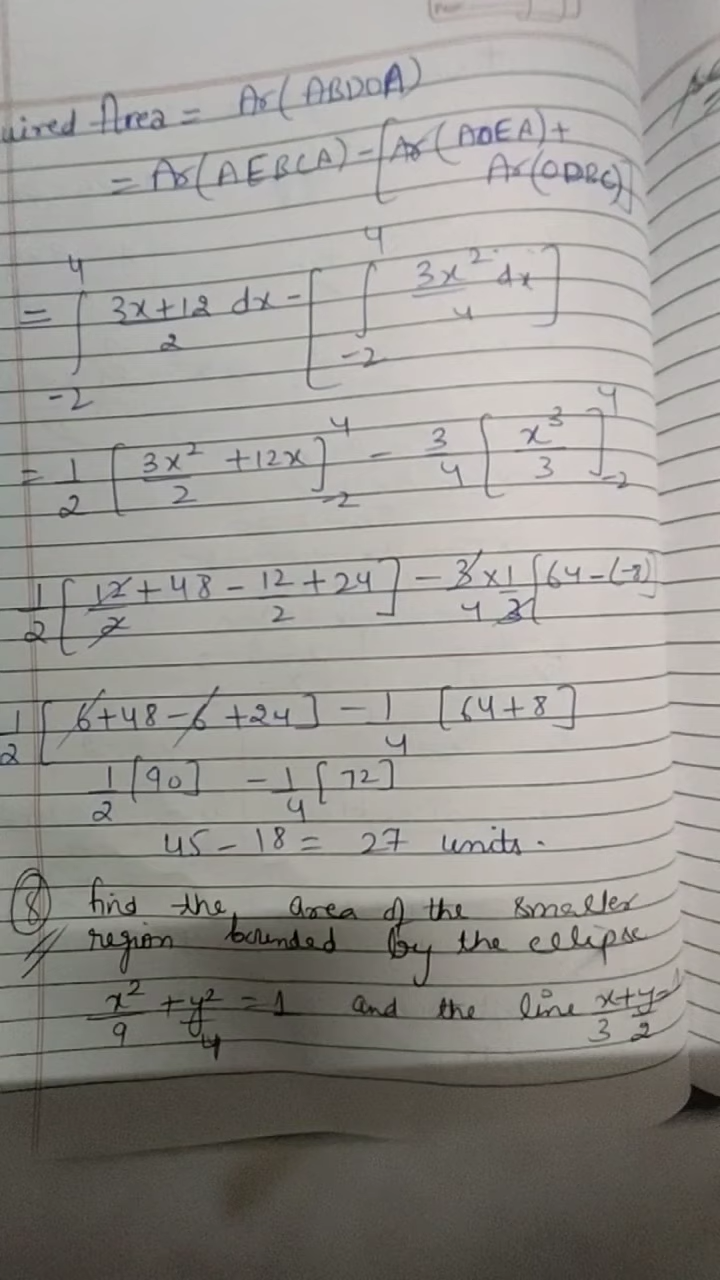 uired Area = Ar(ABDOA)
= Ar(AEBCA) - [Ar(AOEA) +
Ar(ODBC)]
= ∫_{-2}^{4} (3x+12)/2 dx - [ ∫_{-2}^{4} 3x²/4 dx ]
= 1/2 [ 3x²/2 + 12x ]_{-2}^{4} - 3/4 [ x³/3 ]_{-2}^{4}
1/2 [ 12/2 + 48 - 12/2 + 24 ] - 3/4 × 1/3 [64 - (-8)]
1/2 [ 6 + 48 - 6 + 24 ] - 1/4 [64 + 8]
1/2 [90] - 1/4 [72]
45 - 18 = 27 units.
(8) find the area of the smaller
region bounded by the ellipse
x²/9 + y²/4 = 1 and the line x/3 + y/2 = 1